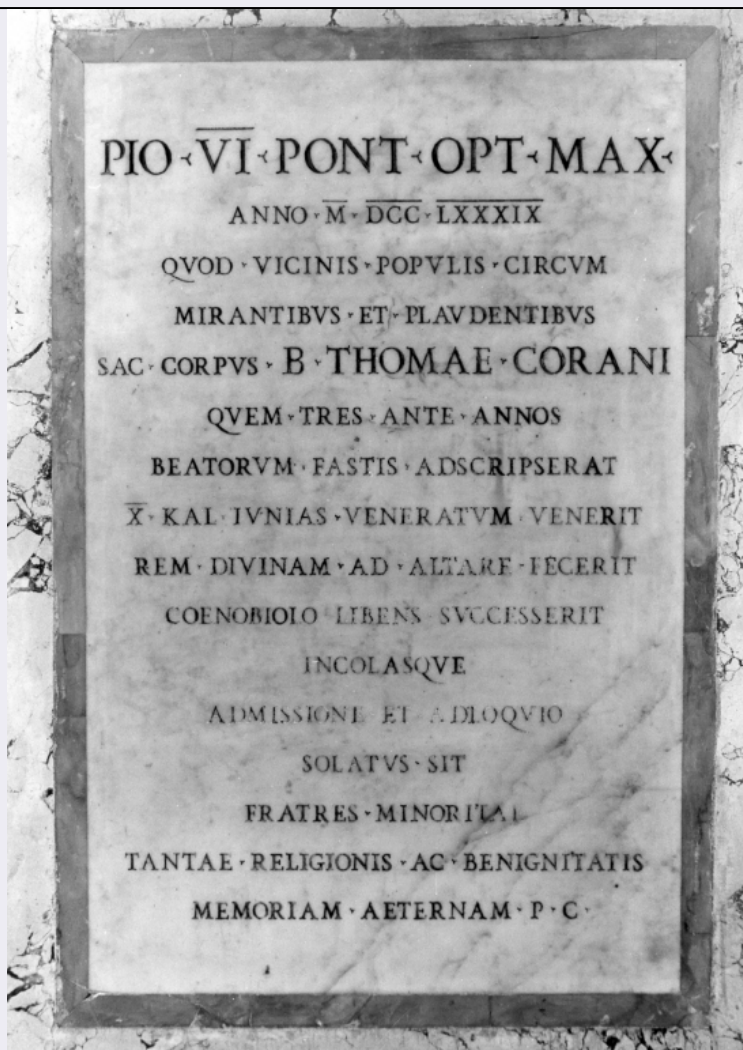 PIO · VI · PONT · OPT · MAX ·
ANNO · M · DCC · LXXXIX
QVOD · VICINIS · POPVLIS · CIRCVM
MIRANTIBVS · ET · PLAVDENTIBVS
SAC · CORPVS · B · THOMAE · CORANI
QVEM · TRES · ANTE · ANNOS
BEATORVM · FASTIS · ADSCRIPSERAT
X · KAL · IVNIAS · VENERATVM · VENERIT
REM · DIVINAM · AD · ALTARE · FECERIT
COENOBIOLO LIBENS SVCCESSERIT
INCOLASQVE
ADMISSIONE ET ADLOQVIO
SOLATVS · SIT
FRATRES · MINORITAE
TANTAE · RELIGIONIS · AC · BENIGNITATIS
MEMORIAM · AETERNAM · P · C ·